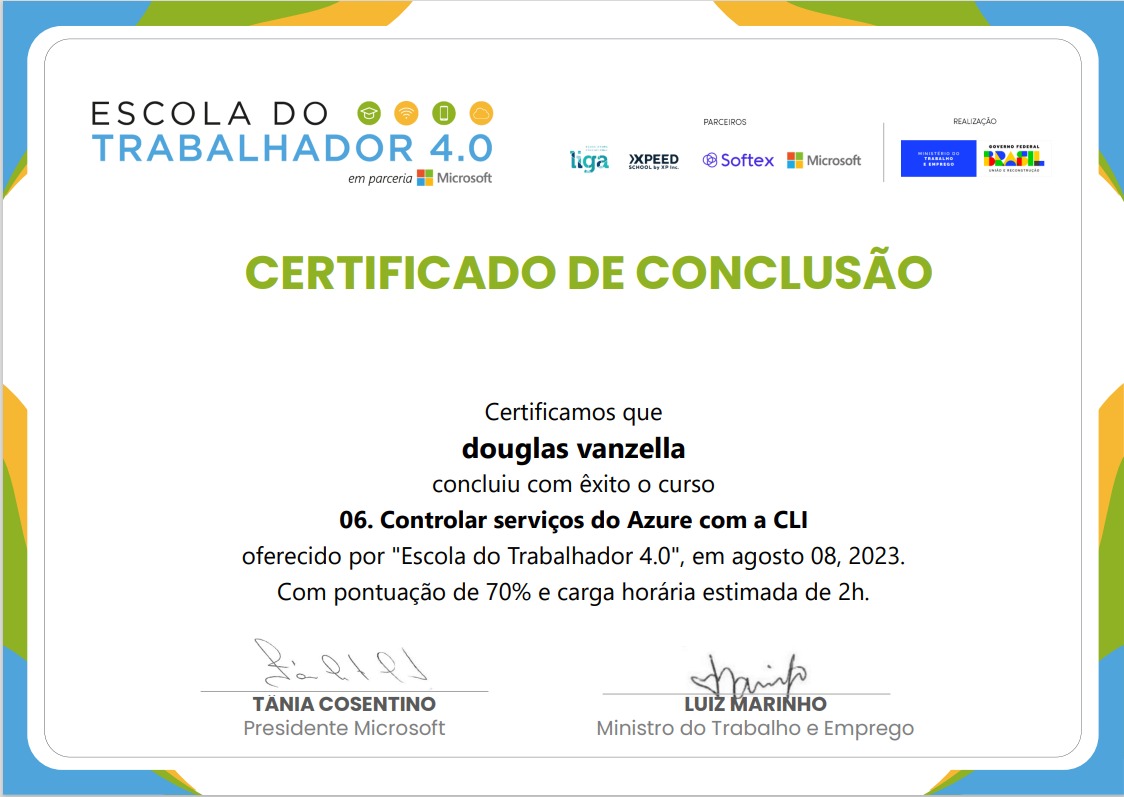 ESCOLA DO
TRABALHADOR 4.0
em parceria Microsoft
PARCEIROS
liga
XPEED
SCHOOL by XP Inc.
Softex
Microsoft
REALIZAÇÃO
MINISTÉRIO DO
TRABALHO
E EMPREGO
GOVERNO FEDERAL
BRASIL
UNIÃO E RECONSTRUÇÃO
CERTIFICADO DE CONCLUSÃO
Certificamos que
douglas vanzella
concluiu com êxito o curso
06. Controlar serviços do Azure com a CLI
oferecido por "Escola do Trabalhador 4.0", em agosto 08, 2023.
Com pontuação de 70% e carga horária estimada de 2h.
TÂNIA COSENTINO
Presidente Microsoft
LUIZ MARINHO
Ministro do Trabalho e Emprego